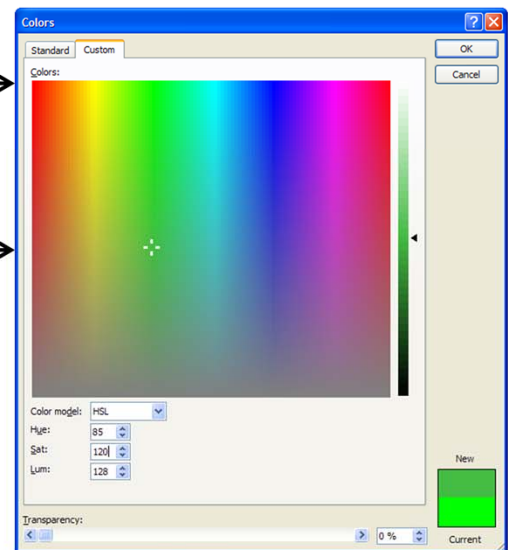 Colors
Standard Custom
OK
Colors:
Cancel
Color model: HSL
Hue: 85
Sat: 120
Lum: 128
New
Transparency:
0 %
Current